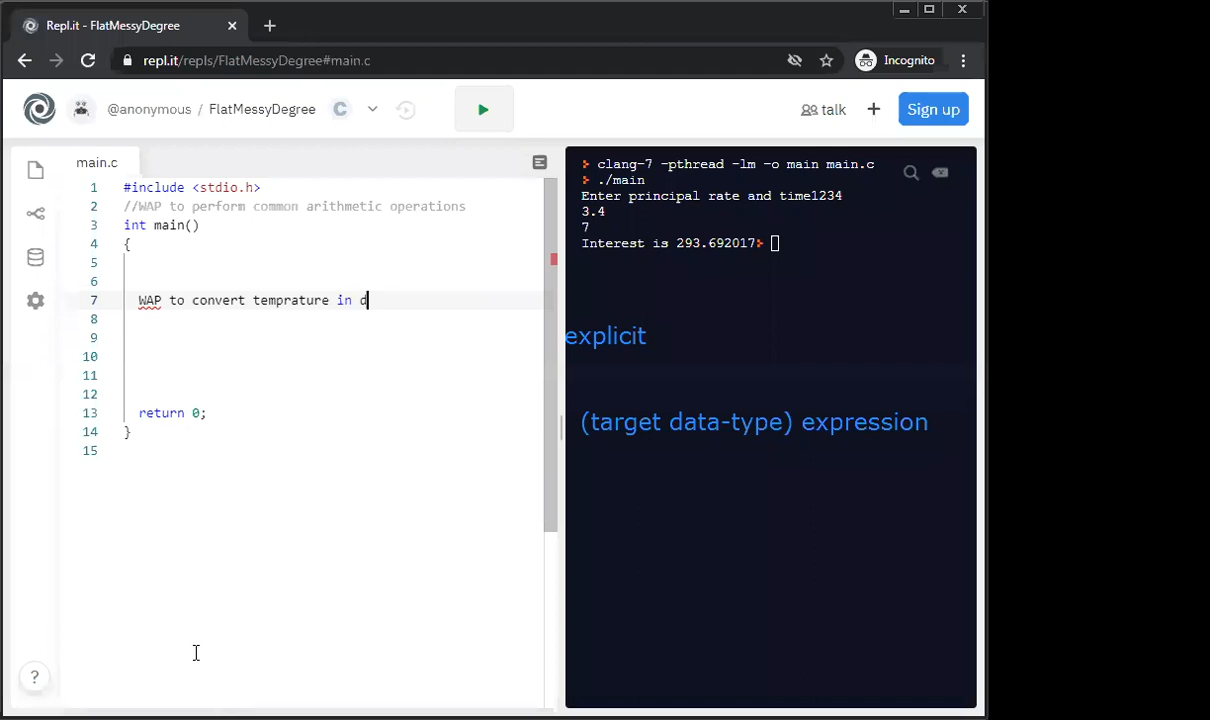 Repl.it - FlatMessyDegree
repl.it/repls/FlatMessyDegree#main.c
Incognito
@anonymous / FlatMessyDegree C
talk
Sign up
main.c
1 #include <stdio.h>
2 //WAP to perform common arithmetic operations
3 int main()
4 {
5
6
7 WAP to convert temprature in d
8
9
10
11
12
13 return 0;
14 }
15
clang-7 -pthread -lm -o main main.c
./main
Enter principal rate and time1234
3.4
7
Interest is 293.692017
explicit
(target data-type) expression
?